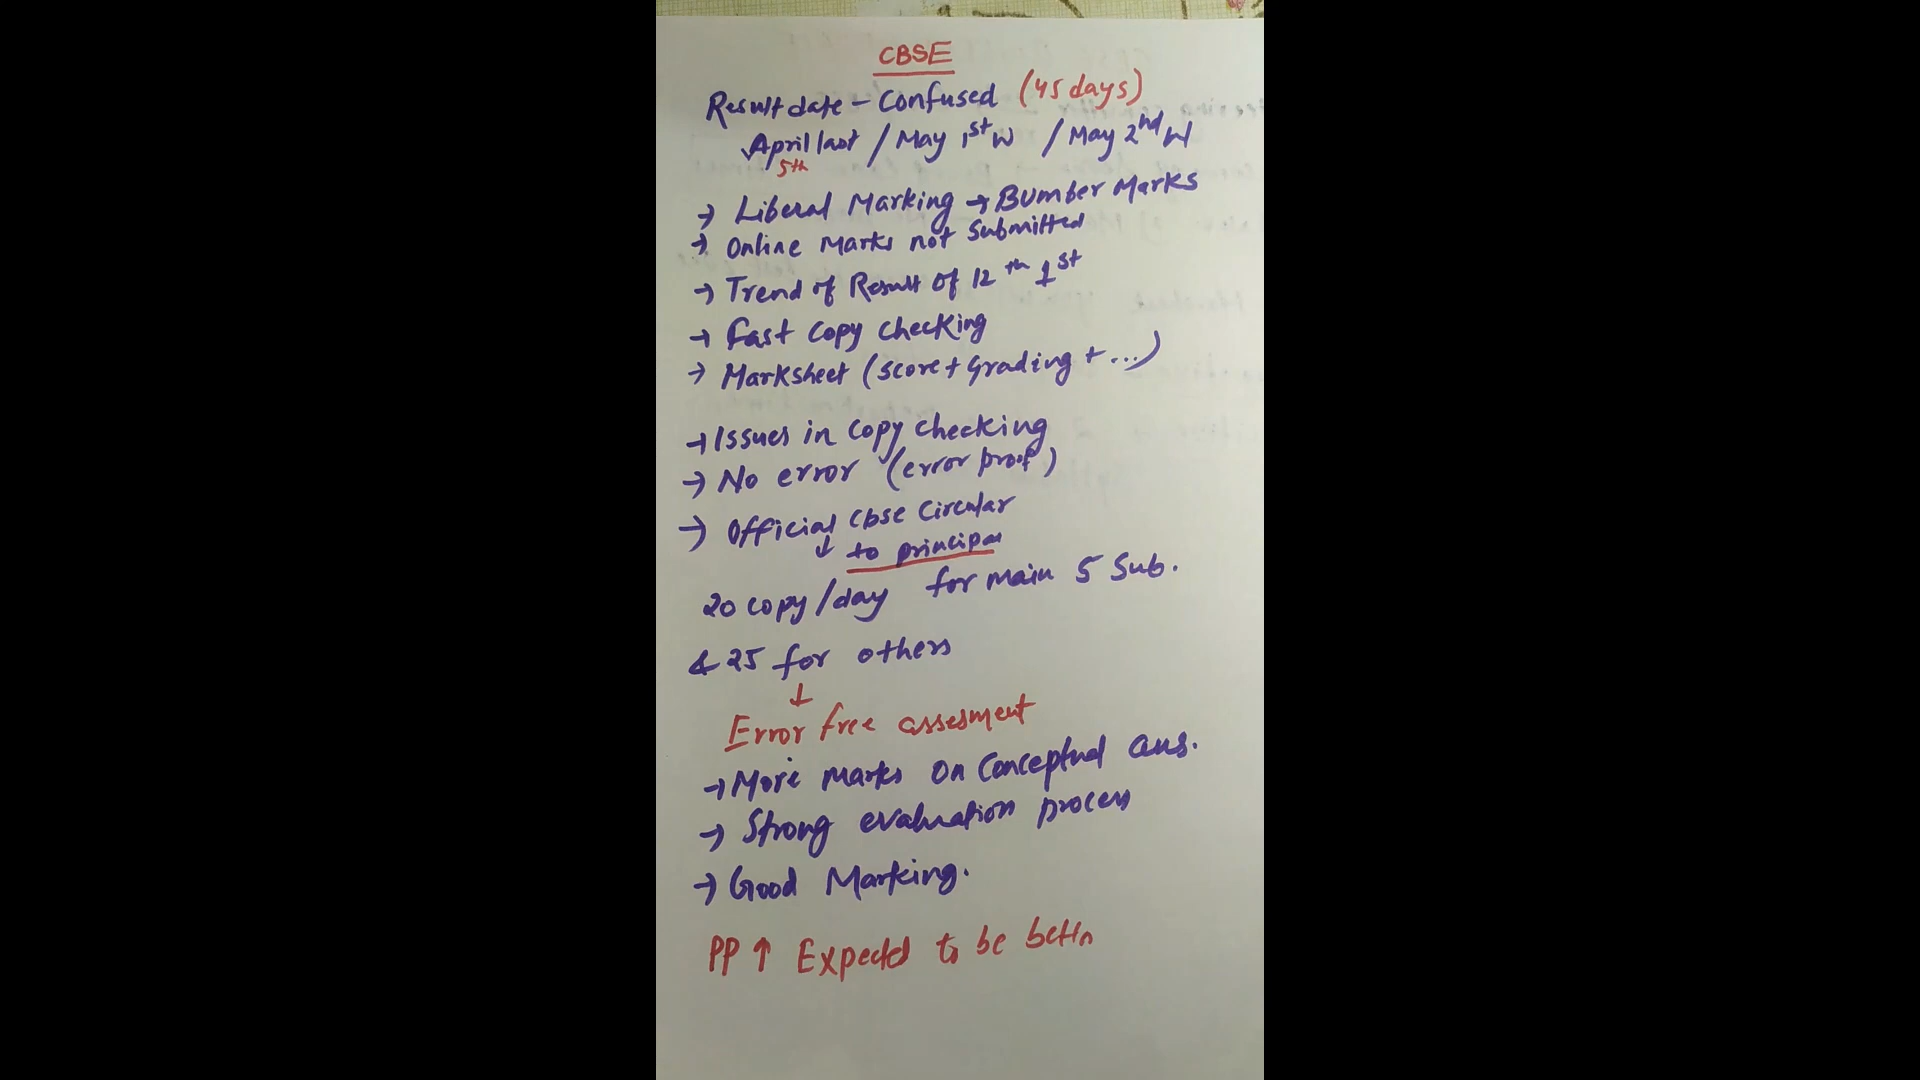 CBSE
Result date - Confused (45 days)
April last / May 1st W / May 2nd W
5th
→ Liberal Marking → Bumber Marks
→ Online Marks not Submitted
→ Trend of Result of 12th 1st
→ Fast Copy Checking
→ Marksheet (Score + Grading + ...)
→ Issues in Copy Checking
→ No error (error proof)
→ Official Cbse Circular
↓ to principal
20 copy/day for main 5 Sub.
& 25 for others
↓
Error free assesment
→ More marks on Conceptual ans.
→ Strong evaluation process
→ Good Marking.
PP ↑ Expected to be better